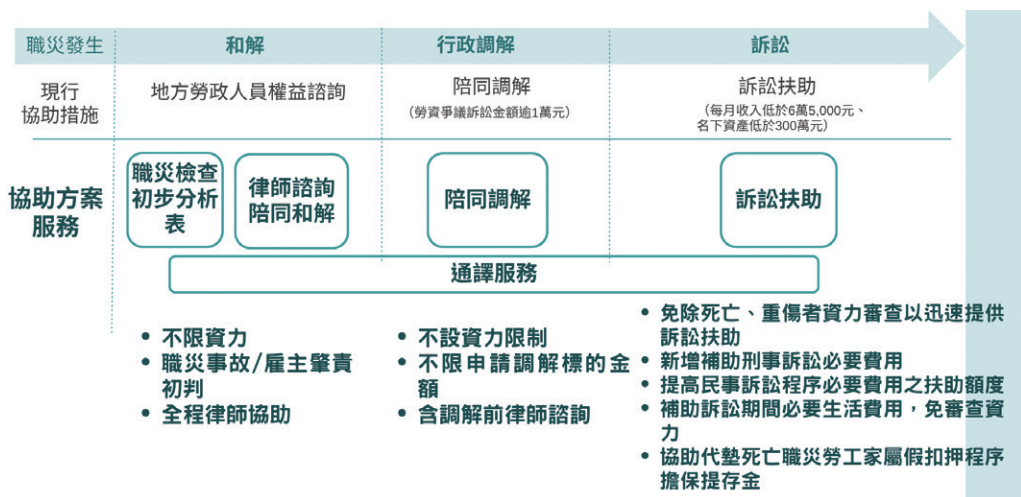 職災發生
和解
行政調解
訴訟
現行
協助措施
地方勞政人員權益諮詢
陪同調解
（勞資爭議訴訟金額逾1萬元）
訴訟扶助
（每月收入低於6萬5,000元、
名下資產低於300萬元）
協助方案
服務
職災檢查
初步分析
表
律師諮詢
陪同和解
陪同調解
訴訟扶助
通譯服務
• 不限資力
• 職災事故/雇主肇責
初判
• 全程律師協助
• 不設資力限制
• 不限申請調解標的金
額
• 含調解前律師諮詢
• 免除死亡、重傷者資力審查以迅速提供
訴訟扶助
• 新增補助刑事訴訟必要費用
• 提高民事訴訟程序必要費用之扶助額度
• 補助訴訟期間必要生活費用，免審查資
力
• 協助代墊死亡職災勞工家屬假扣押程序
擔保提存金